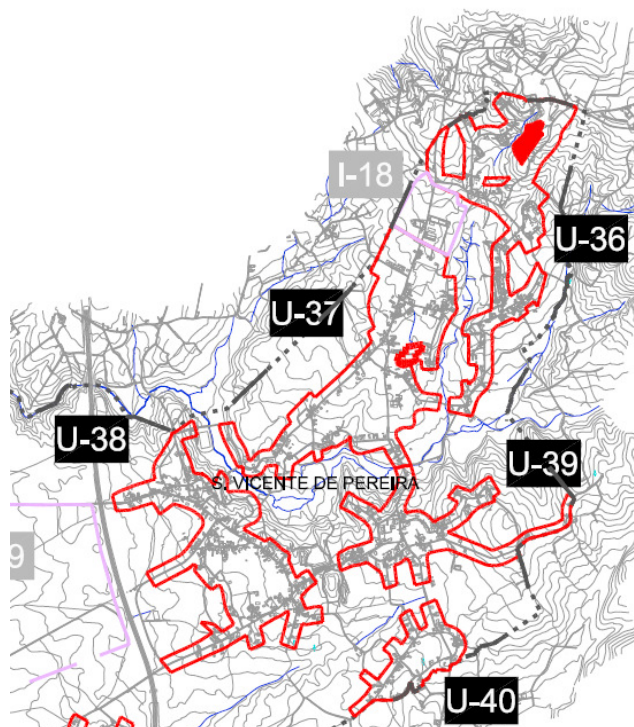 I-18
U-36
U-37
U-38
S. VICENTE DE PEREIRA
U-39
9
U-40